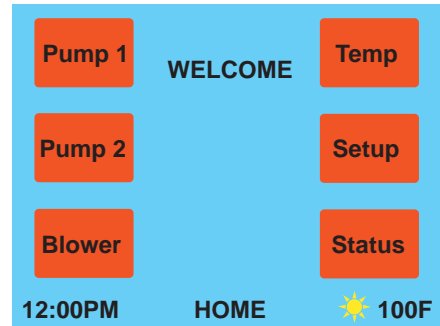 Pump 1
WELCOME
Temp
Pump 2
Setup
Blower
Status
12:00PM
HOME
100F